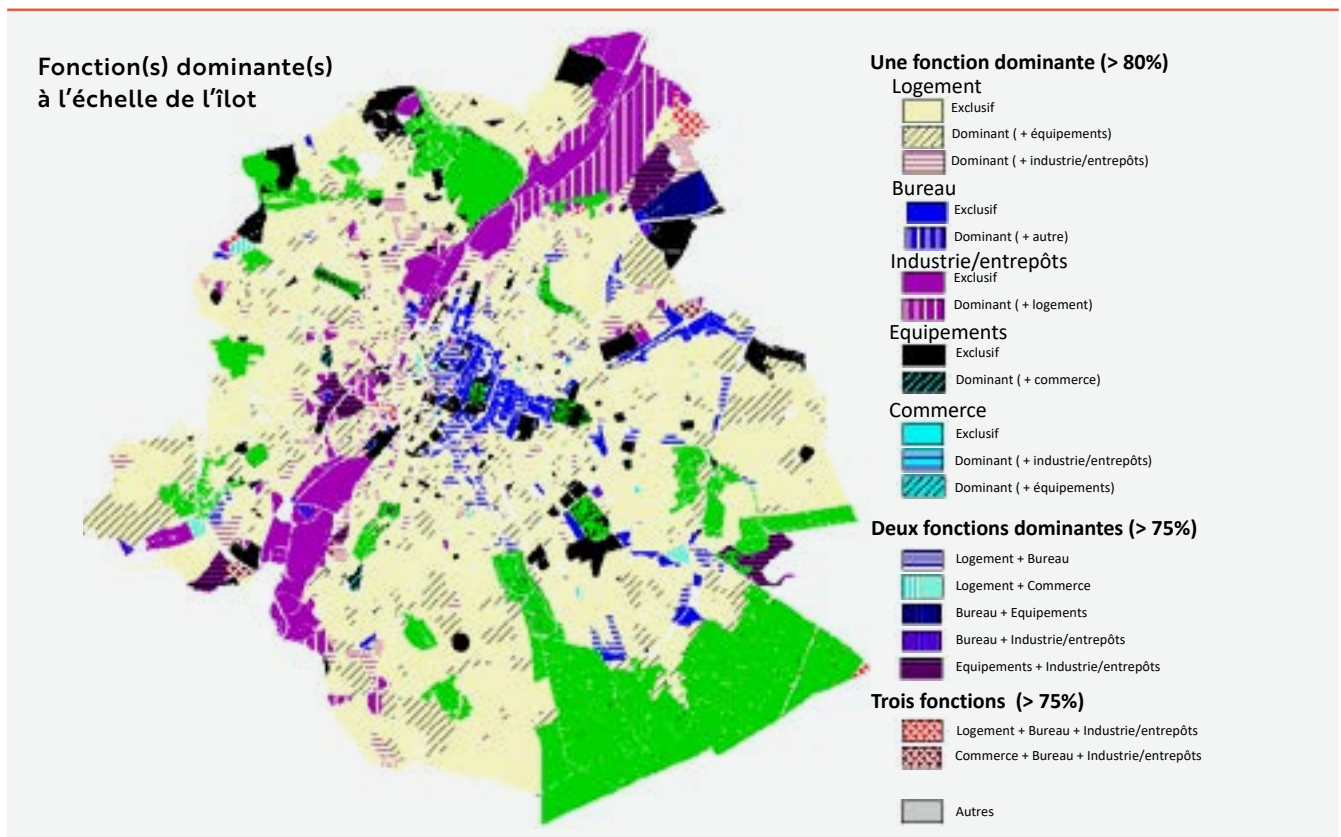 Fonction(s) dominante(s)
à l'échelle de l'îlot
Une fonction dominante (> 80%)
Logement
Exclusif
Dominant ( + équipements)
Dominant ( + industrie/entrepôts)
Bureau
Exclusif
Dominant ( + autre)
Industrie/entrepôts
Exclusif
Dominant ( + logement)
Equipements
Exclusif
Dominant ( + commerce)
Commerce
Exclusif
Dominant ( + industrie/entrepôts)
Dominant ( + équipements)
Deux fonctions dominantes (> 75%)
Logement + Bureau
Logement + Commerce
Bureau + Equipements
Bureau + Industrie/entrepôts
Equipements + Industrie/entrepôts
Trois fonctions (> 75%)
Logement + Bureau + Industrie/entrepôts
Commerce + Bureau + Industrie/entrepôts
Autres